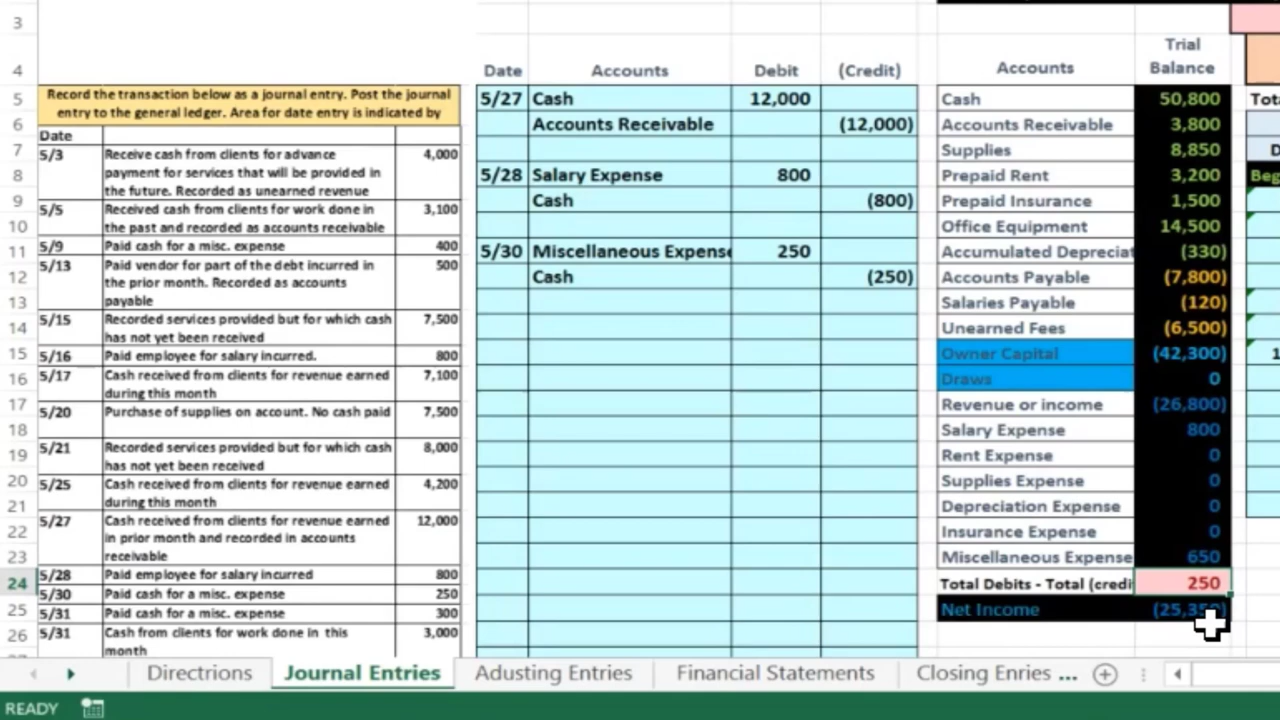 3
Trial
4 Date Accounts Debit (Credit) Accounts Balance
Record the transaction below as a journal entry. Post the journal
entry to the general ledger. Area for date entry is indicated by
5 5/27 Cash 12,000 Cash 50,800 Tot
6 Accounts Receivable (12,000) Accounts Receivable 3,800
Date
7 Supplies 8,850 D
5/3 Receive cash from clients for advance 4,000
payment for services that will be provided in
the future. Recorded as unearned revenue
8 5/28 Salary Expense 800 Prepaid Rent 3,200 Beg
9 Cash (800) Prepaid Insurance 1,500
5/5 Received cash from clients for work done in 3,100
the past and recorded as accounts receivable
10 Office Equipment 14,500
5/9 Paid cash for a misc. expense 400
11 5/30 Miscellaneous Expense 250 Accumulated Depreciat (330)
5/13 Paid vendor for part of the debt incurred in 500
the prior month. Recorded as accounts
payable
12 Cash (250) Accounts Payable (7,800)
13 Salaries Payable (120)
5/15 Recorded services provided but for which cash 7,500
has not yet been received
14 Unearned Fees (6,500)
5/16 Paid employee for salary incurred. 800
15 Owner Capital (42,300) 1
5/17 Cash received from clients for revenue earned 7,100
during this month
16 Draws 0
17 Revenue or income (26,800)
5/20 Purchase of supplies on account. No cash paid 7,500
18 Salary Expense 800
5/21 Recorded services provided but for which cash 8,000
has not yet been received
19 Rent Expense 0
20 Supplies Expense 0
5/25 Cash received from clients for revenue earned 4,200
during this month
21 Depreciation Expense 0
5/27 Cash received from clients for revenue earned 12,000
in prior month and recorded in accounts
receivable
22 Insurance Expense 0
23 Miscellaneous Expense 650
5/28 Paid employee for salary incurred 800
24 Total Debits - Total (credi 250
5/30 Paid cash for a misc. expense 250
25 Net Income
5/31 Paid cash for a misc. expense 300
26
5/31 Cash from clients for work done in this 3,000
month
Directions Journal Entries Adusting Entries Financial Statements Closing Enries ...
READY